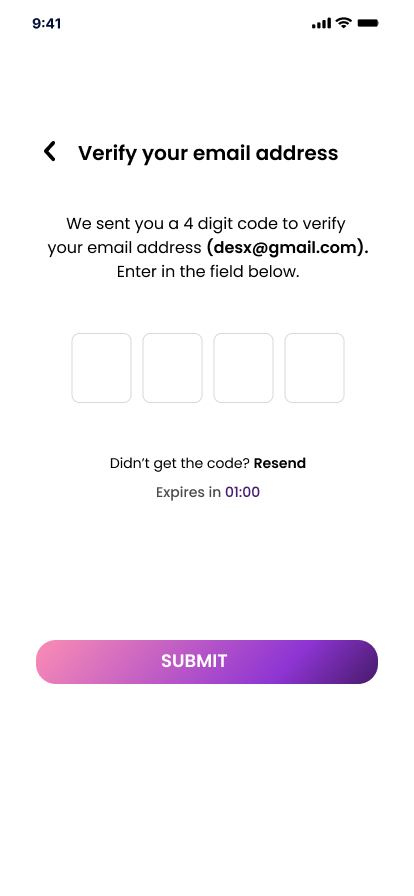 9:41
Verify your email address
We sent you a 4 digit code to verify
your email address (desx@gmail.com).
Enter in the field below.
Didn’t get the code? Resend
Expires in 01:00
SUBMIT